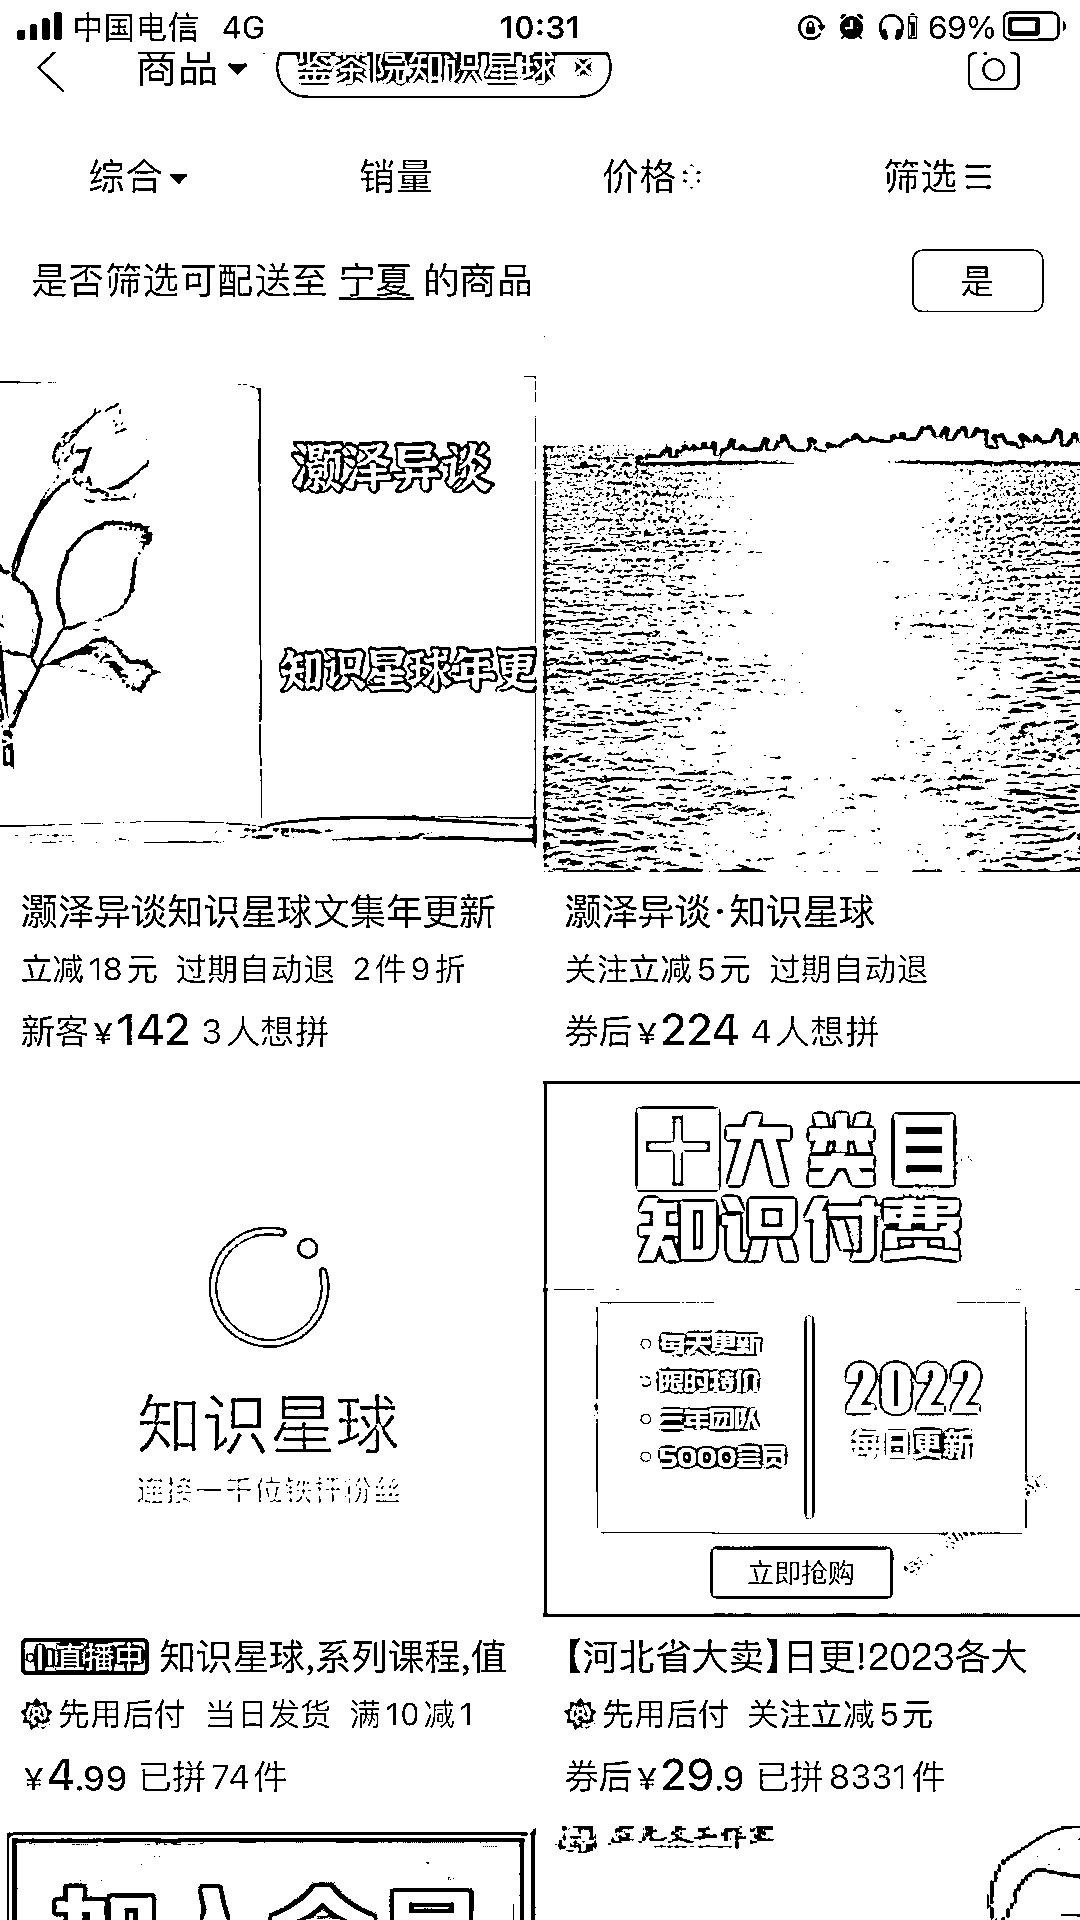 中国电信 4G 10:31 69%
商品 鉴茶院知识星球
综合 销量 价格 筛选
是否筛选可配送至 宁夏 的商品 是
灏泽异谈
知识星球年更
灏泽异谈知识星球文集年更新
立减18元 过期自动退 2件9折
新客¥142 3人想拼
灏泽异谈·知识星球
关注立减5元 过期自动退
券后¥224 4人想拼
知识星球
连接一千位铁杆粉丝
直播中 知识星球,系列课程,值
先用后付 当日发货 满10减1
¥4.99 已拼74件
十大类目
知识付费
每天更新
限时特价
三年团队
5000会员
2022
每日更新
立即抢购
【河北省大卖】日更!2023各大
先用后付 关注立减5元
券后¥29.9 已拼8331件